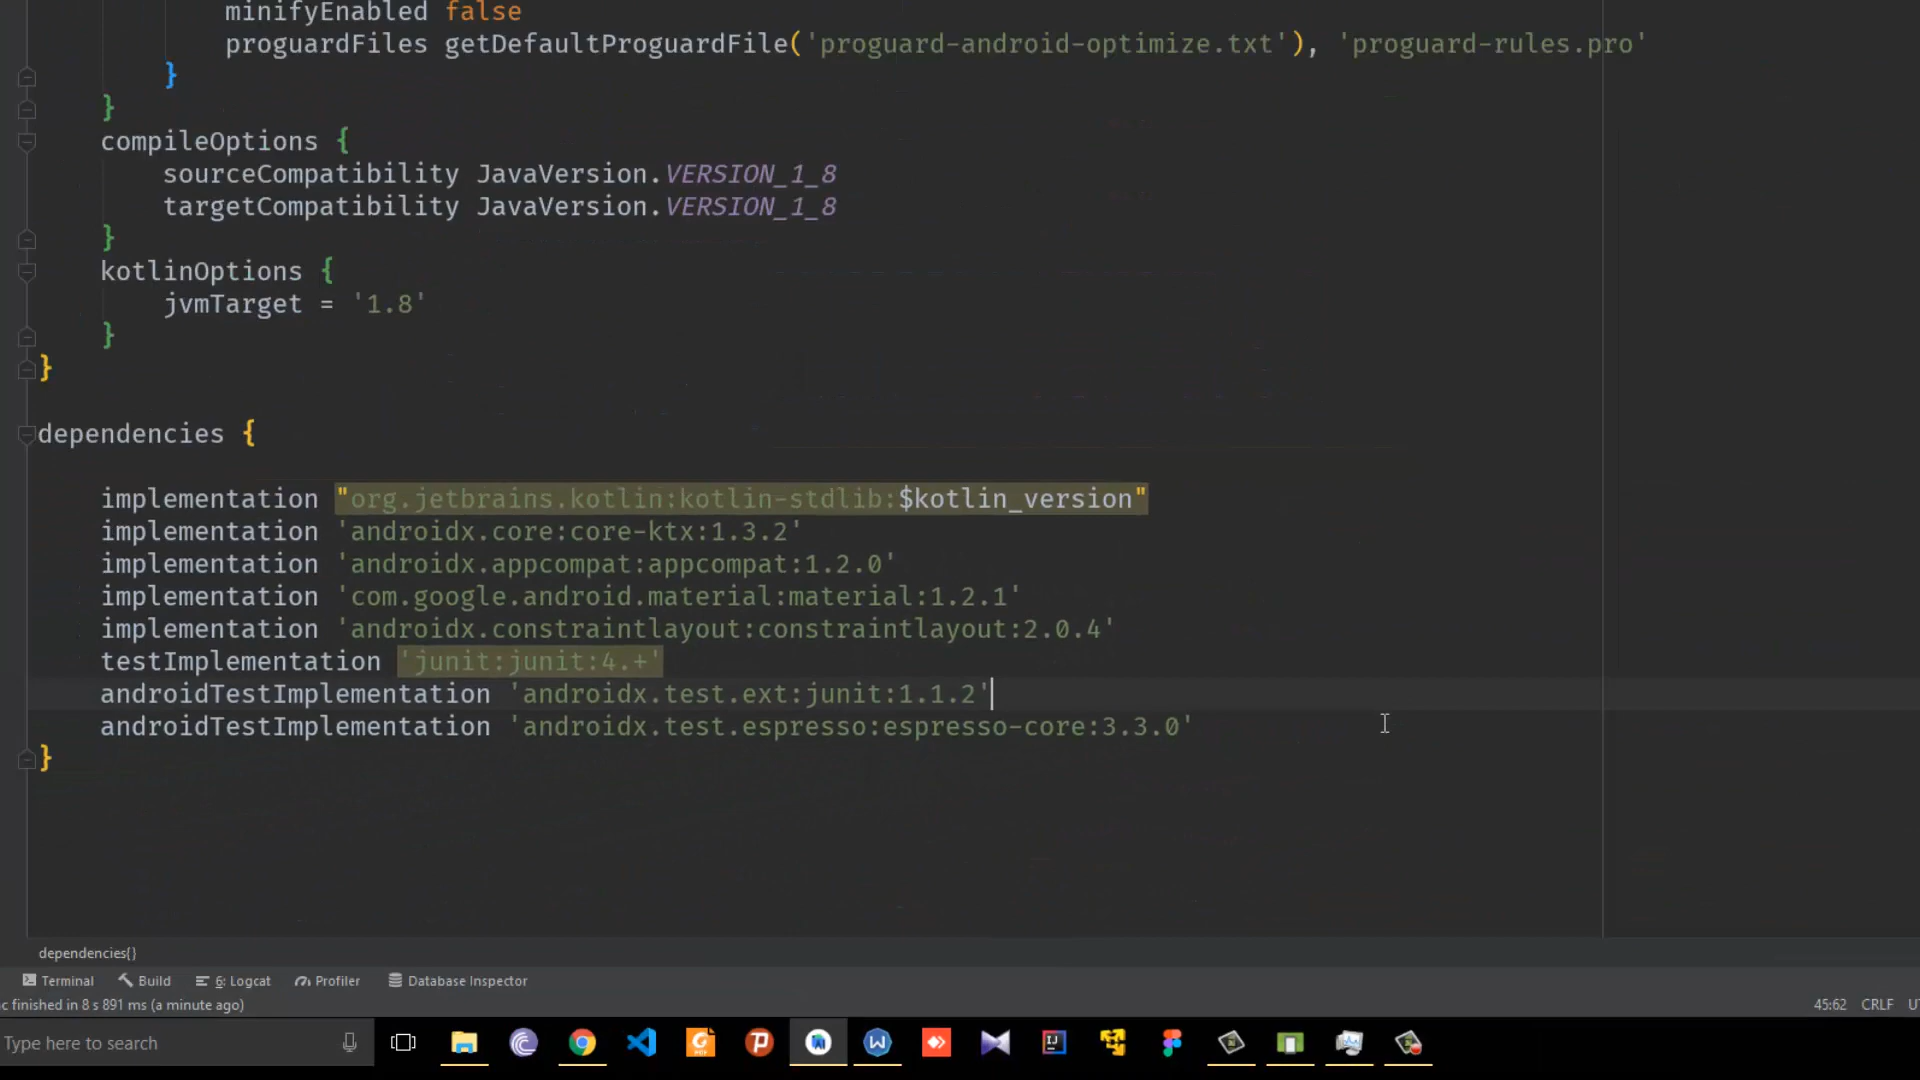 minifyEnabled false
proguardFiles getDefaultProguardFile('proguard-android-optimize.txt'), 'proguard-rules.pro'
}
}
compileOptions {
sourceCompatibility JavaVersion.VERSION_1_8
targetCompatibility JavaVersion.VERSION_1_8
}
kotlinOptions {
jvmTarget = '1.8'
}
}
dependencies {
implementation "org.jetbrains.kotlin:kotlin-stdlib:$kotlin_version"
implementation 'androidx.core:core-ktx:1.3.2'
implementation 'androidx.appcompat:appcompat:1.2.0'
implementation 'com.google.android.material:material:1.2.1'
implementation 'androidx.constraintlayout:constraintlayout:2.0.4'
testImplementation 'junit:junit:4.+'
androidTestImplementation 'androidx.test.ext:junit:1.1.2'
androidTestImplementation 'androidx.test.espresso:espresso-core:3.3.0'
}
dependencies{}
Terminal Build 6: Logcat Profiler Database Inspector
c finished in 8 s 891 ms (a minute ago) 45:62 CRLF U
Type here to search